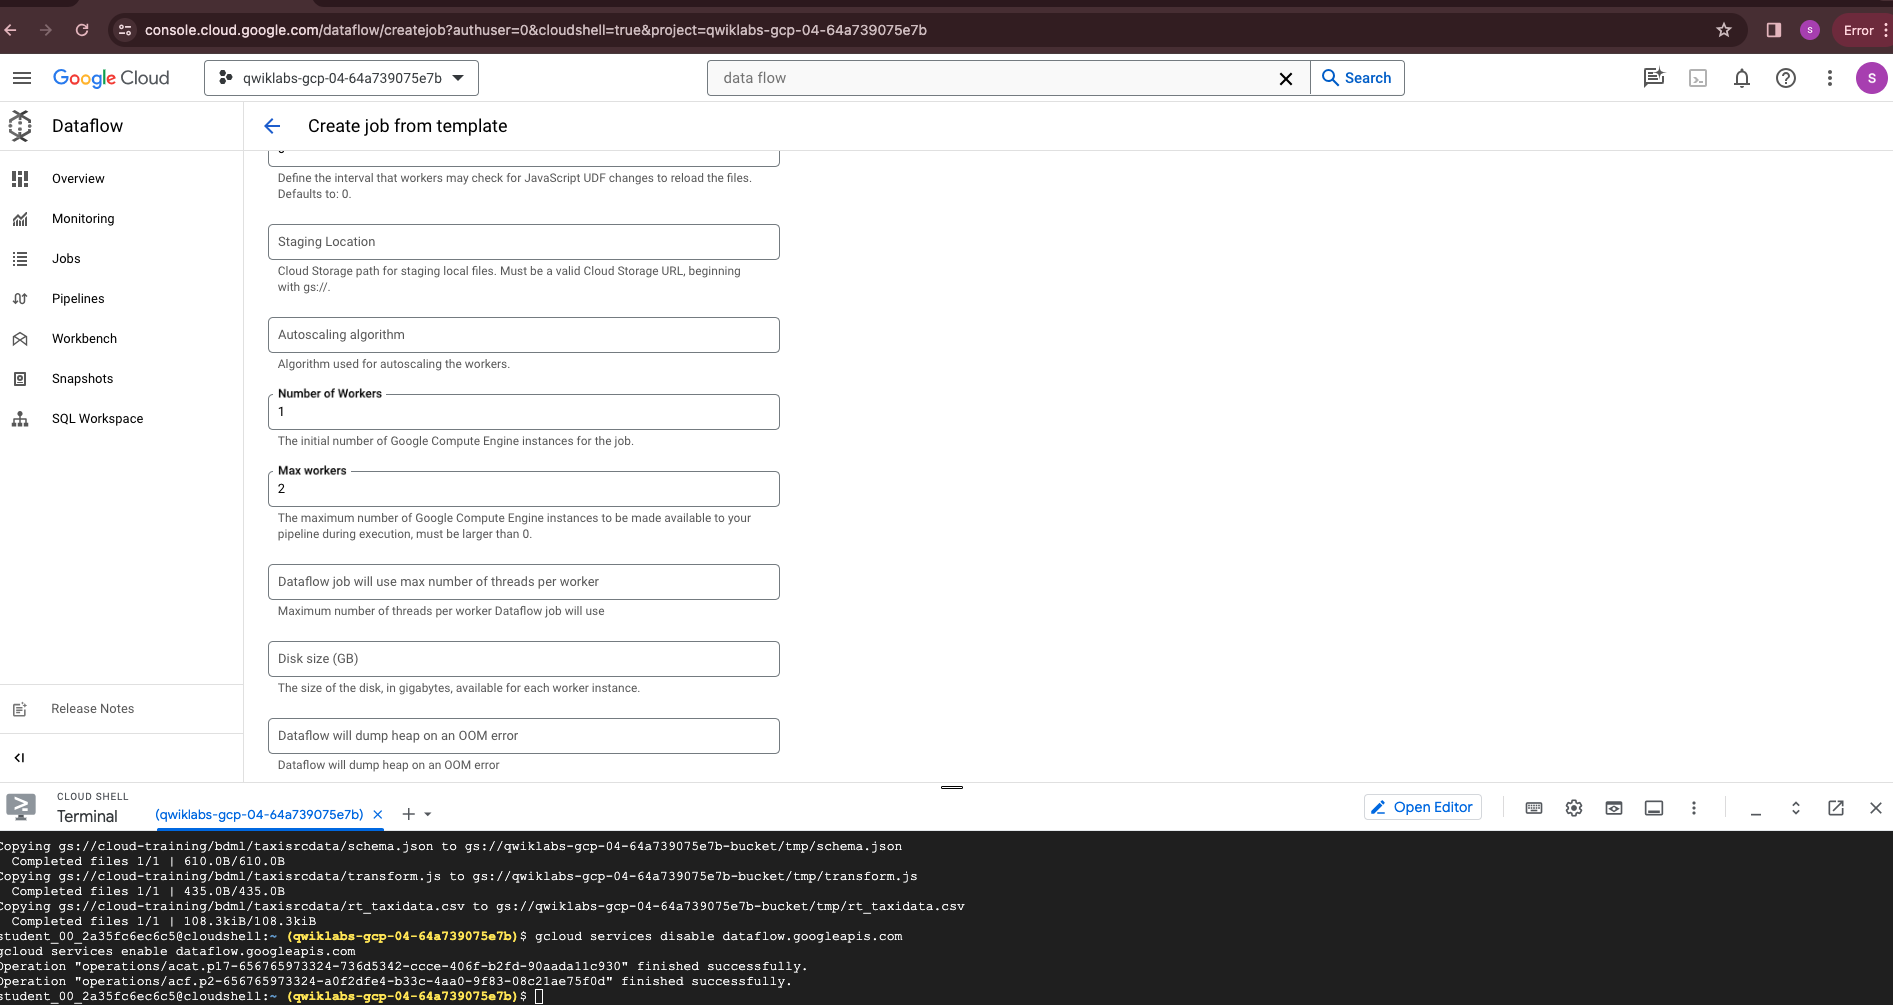 console.cloud.google.com/dataflow/createjob?authuser=0&cloudshell=true&project=qwiklabs-gcp-04-64a739075e7b
S
Error
Google Cloud
qwiklabs-gcp-04-64a739075e7b
data flow
Search
S
Dataflow
Create job from template
Overview
Monitoring
Jobs
Pipelines
Workbench
Snapshots
SQL Workspace
Release Notes
Define the interval that workers may check for JavaScript UDF changes to reload the files.
Defaults to: 0.
Staging Location
Cloud Storage path for staging local files. Must be a valid Cloud Storage URL, beginning
with gs://.
Autoscaling algorithm
Algorithm used for autoscaling the workers.
Number of Workers
1
The initial number of Google Compute Engine instances for the job.
Max workers
2
The maximum number of Google Compute Engine instances to be made available to your
pipeline during execution, must be larger than 0.
Dataflow job will use max number of threads per worker
Maximum number of threads per worker Dataflow job will use
Disk size (GB)
The size of the disk, in gigabytes, available for each worker instance.
Dataflow will dump heap on an OOM error
Dataflow will dump heap on an OOM error
CLOUD SHELL
Terminal
(qwiklabs-gcp-04-64a739075e7b)
Open Editor
Copying gs://cloud-training/bdml/taxisrcdata/schema.json to gs://qwiklabs-gcp-04-64a739075e7b-bucket/tmp/schema.json
Completed files 1/1 | 610.0B/610.0B
Copying gs://cloud-training/bdml/taxisrcdata/transform.js to gs://qwiklabs-gcp-04-64a739075e7b-bucket/tmp/transform.js
Completed files 1/1 | 435.0B/435.0B
Copying gs://cloud-training/bdml/taxisrcdata/rt_taxidata.csv to gs://qwiklabs-gcp-04-64a739075e7b-bucket/tmp/rt_taxidata.csv
Completed files 1/1 | 108.3kiB/108.3kiB
student_00_2a35fc6ec6c5@cloudshell:~ (qwiklabs-gcp-04-64a739075e7b)$ gcloud services disable dataflow.googleapis.com
gcloud services enable dataflow.googleapis.com
Operation "operations/acat.p17-656765973324-736d5342-ccce-406f-b2fd-90aada11c930" finished successfully.
Operation "operations/acf.p2-656765973324-a0f2dfe4-b33c-4aa0-9f83-08c21ae75f0d" finished successfully.
student_00_2a35fc6ec6c5@cloudshell:~ (qwiklabs-gcp-04-64a739075e7b)$